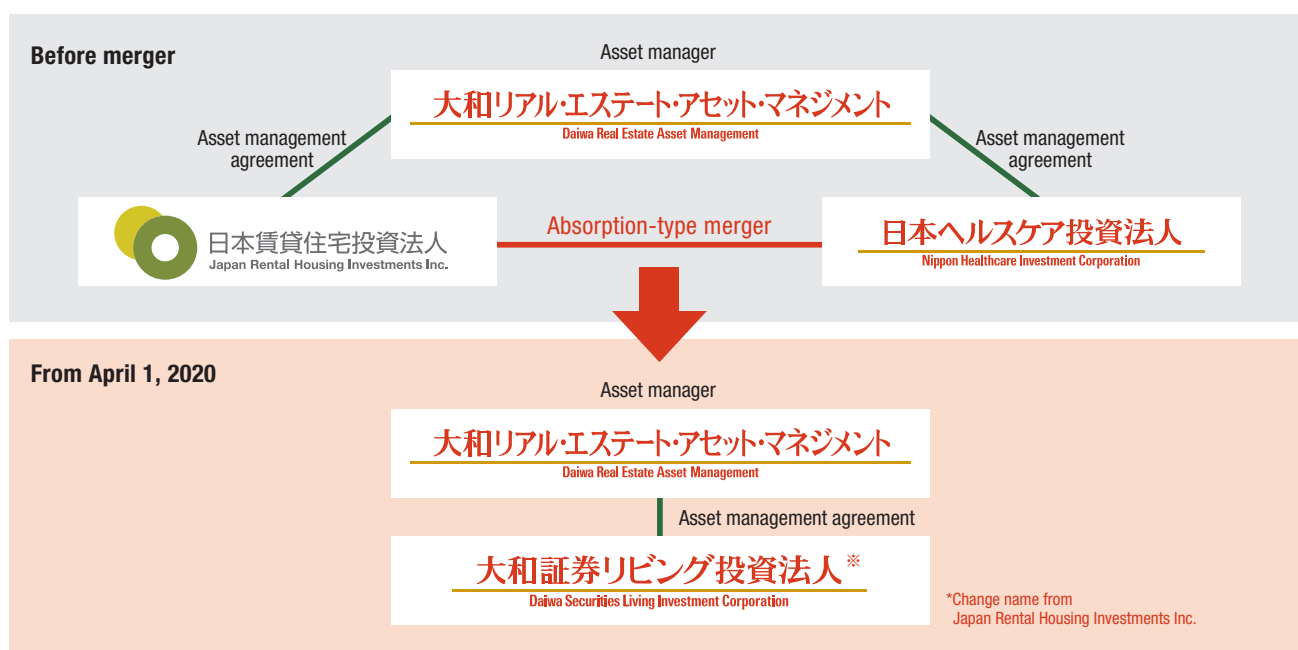 Before merger
Asset manager
大和リアル・エステート・アセット・マネジメント
Daiwa Real Estate Asset Management
Asset management
agreement
Asset management
agreement
日本賃貸住宅投資法人
Japan Rental Housing Investments Inc.
Absorption-type merger
日本ヘルスケア投資法人
Nippon Healthcare Investment Corporation
From April 1, 2020
Asset manager
大和リアル・エステート・アセット・マネジメント
Daiwa Real Estate Asset Management
Asset management agreement
大和証券リビング投資法人※
Daiwa Securities Living Investment Corporation
*Change name from
Japan Rental Housing Investments Inc.